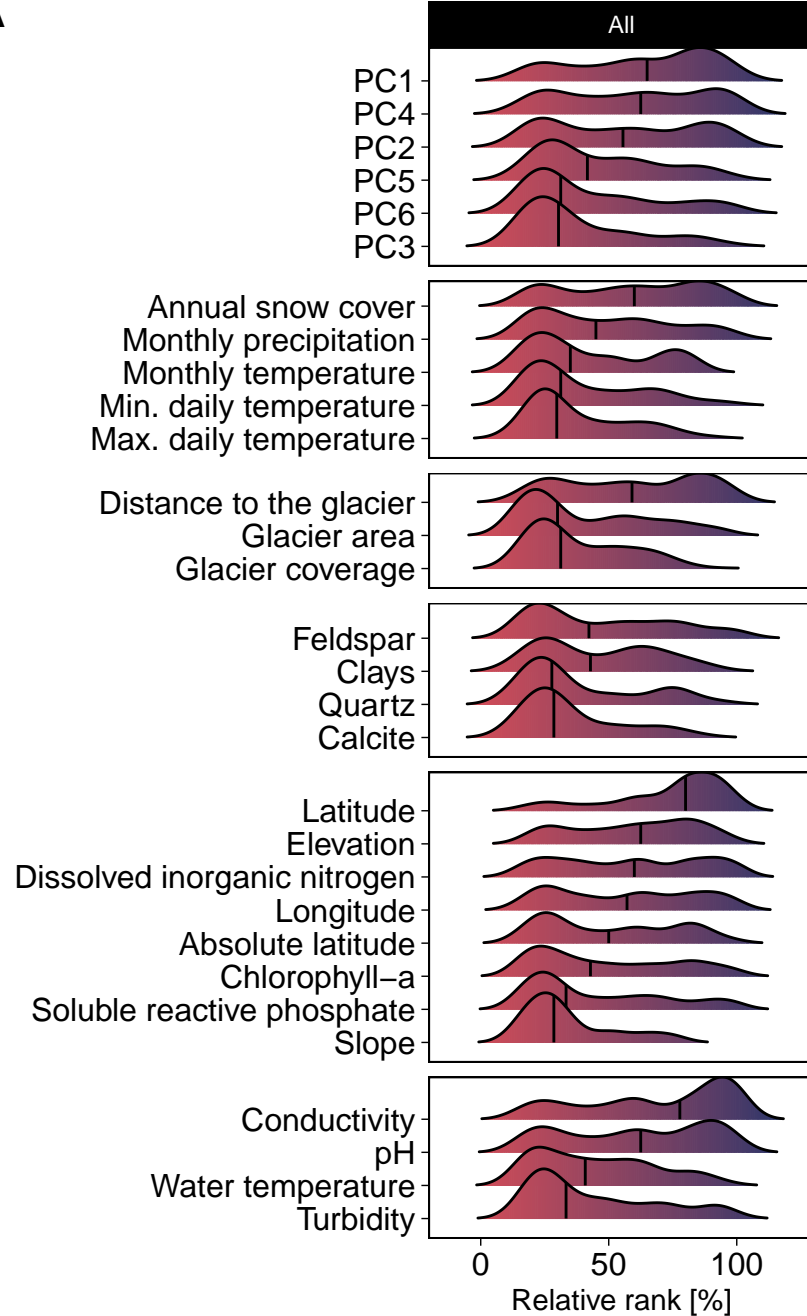 All
PC1
PC4
PC2
PC5
PC6
PC3
Annual snow cover
Monthly precipitation
Monthly temperature
Min. daily temperature
Max. daily temperature
Distance to the glacier
Glacier area
Glacier coverage
Feldspar
Clays
Quartz
Calcite
Latitude
Elevation
Dissolved inorganic nitrogen
Longitude
Absolute latitude
Chlorophyll−a
Soluble reactive phosphate
Slope
Conductivity
pH
Water temperature
Turbidity
0 50 100
Relative rank [%]